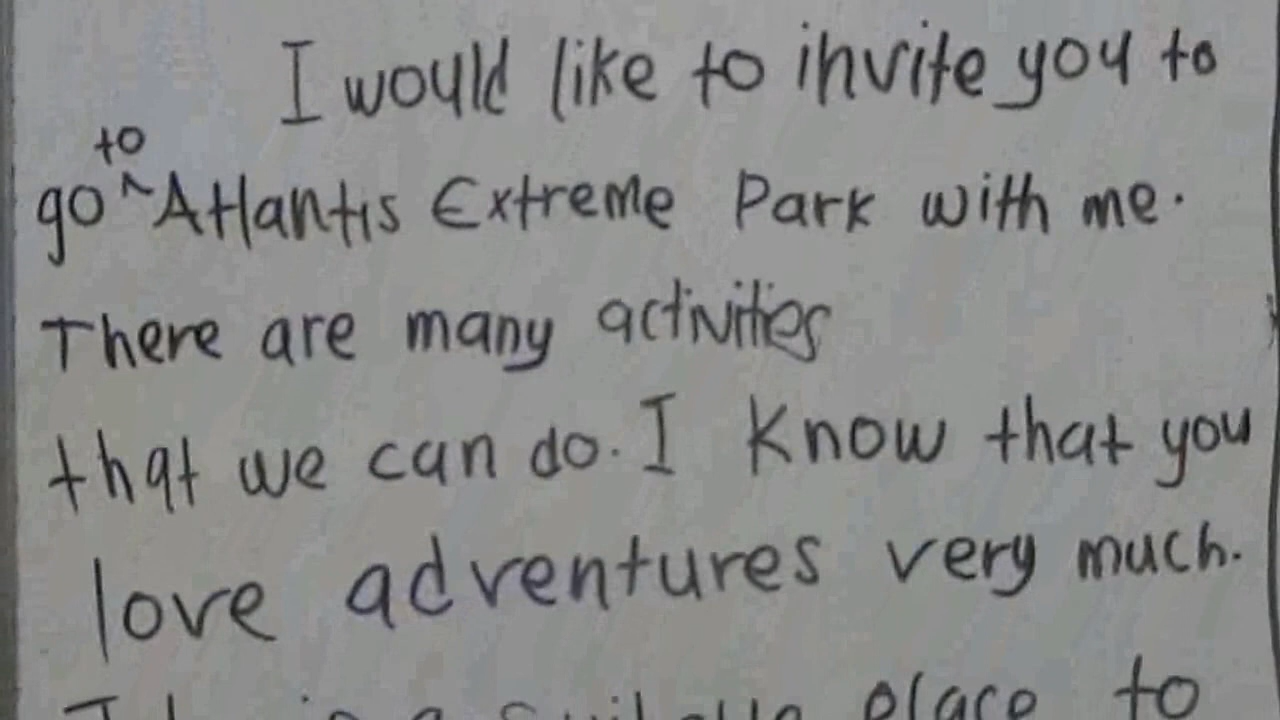 I would like to invite you to
go ^to Atlantis Extreme Park with me.
There are many activities
that we can do. I know that you
love adventures very much.
place to